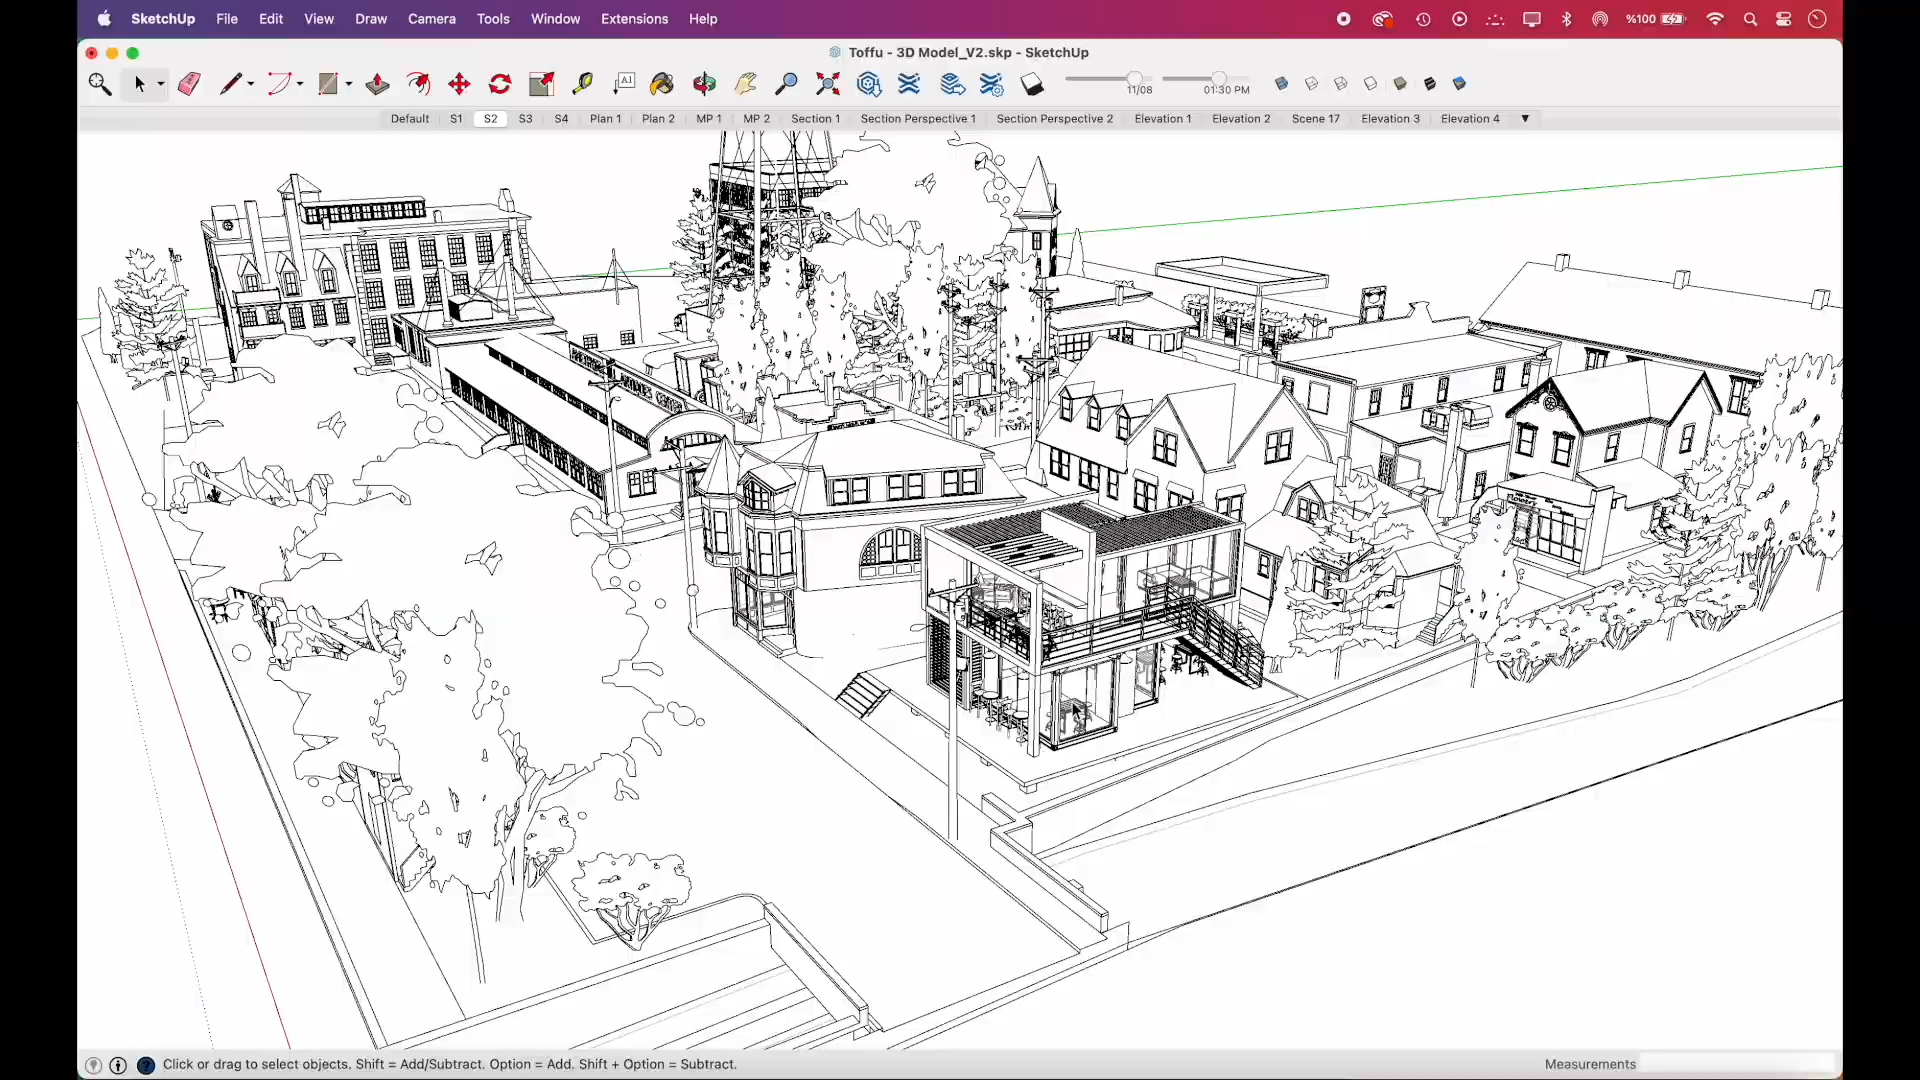 SketchUp File Edit View Draw Camera Tools Window Extensions Help %100
Toffu - 3D Model_V2.skp - SketchUp
A1
11/08 01:30 PM
Default S1 S2 S3 S4 Plan 1 Plan 2 MP 1 MP 2 Section 1 Section Perspective 1 Section Perspective 2 Elevation 1 Elevation 2 Scene 17 Elevation 3 Elevation 4
Click or drag to select objects. Shift = Add/Subtract. Option = Add. Shift + Option = Subtract.
Measurements